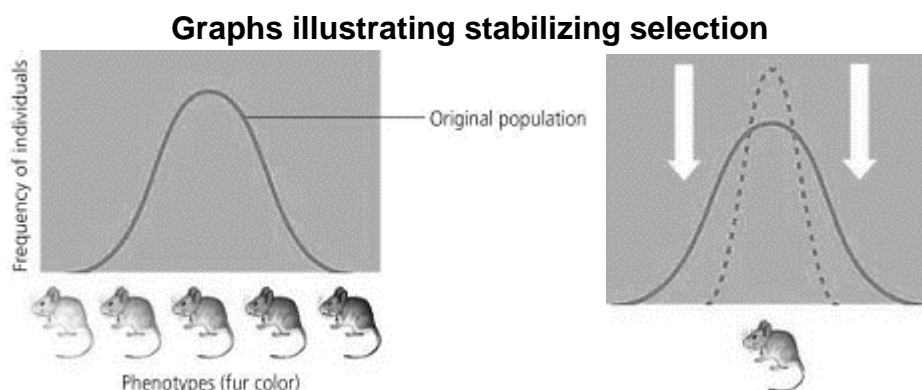 Graphs illustrating stabilizing selection
Frequency of individuals
Original population
Phenotypes (fur color)